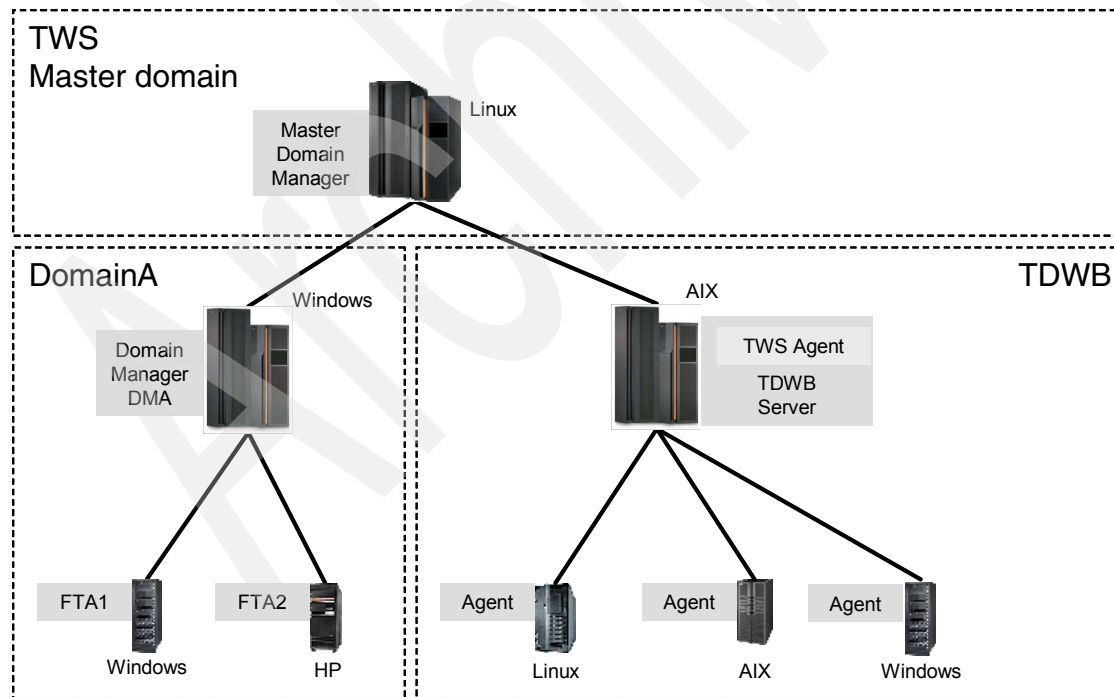 TWS
Master domain
Linux
Master
Domain
Manager
DomainA
TDWB
Windows
AIX
Domain
Manager
DMA
TWS Agent
TDWB
Server
FTA1
FTA2
Agent
Agent
Agent
Windows
HP
Linux
AIX
Windows